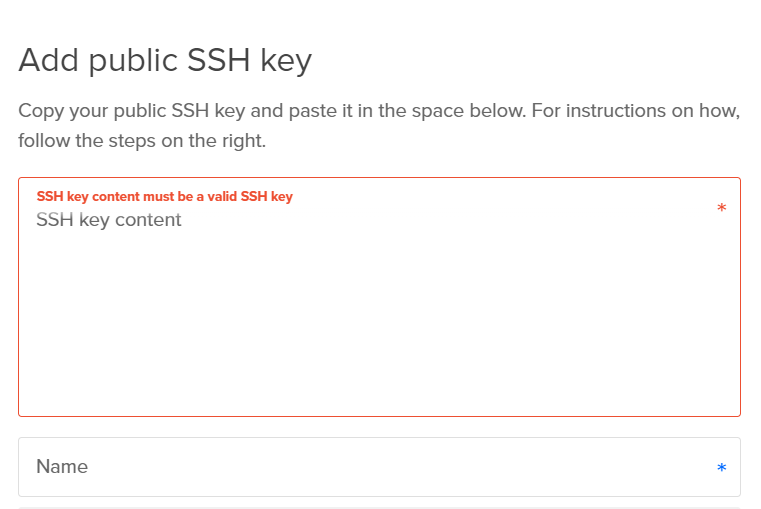 Add public SSH key
Copy your public SSH key and paste it in the space below. For instructions on how,
follow the steps on the right.
SSH key content must be a valid SSH key
SSH key content
*
Name
*